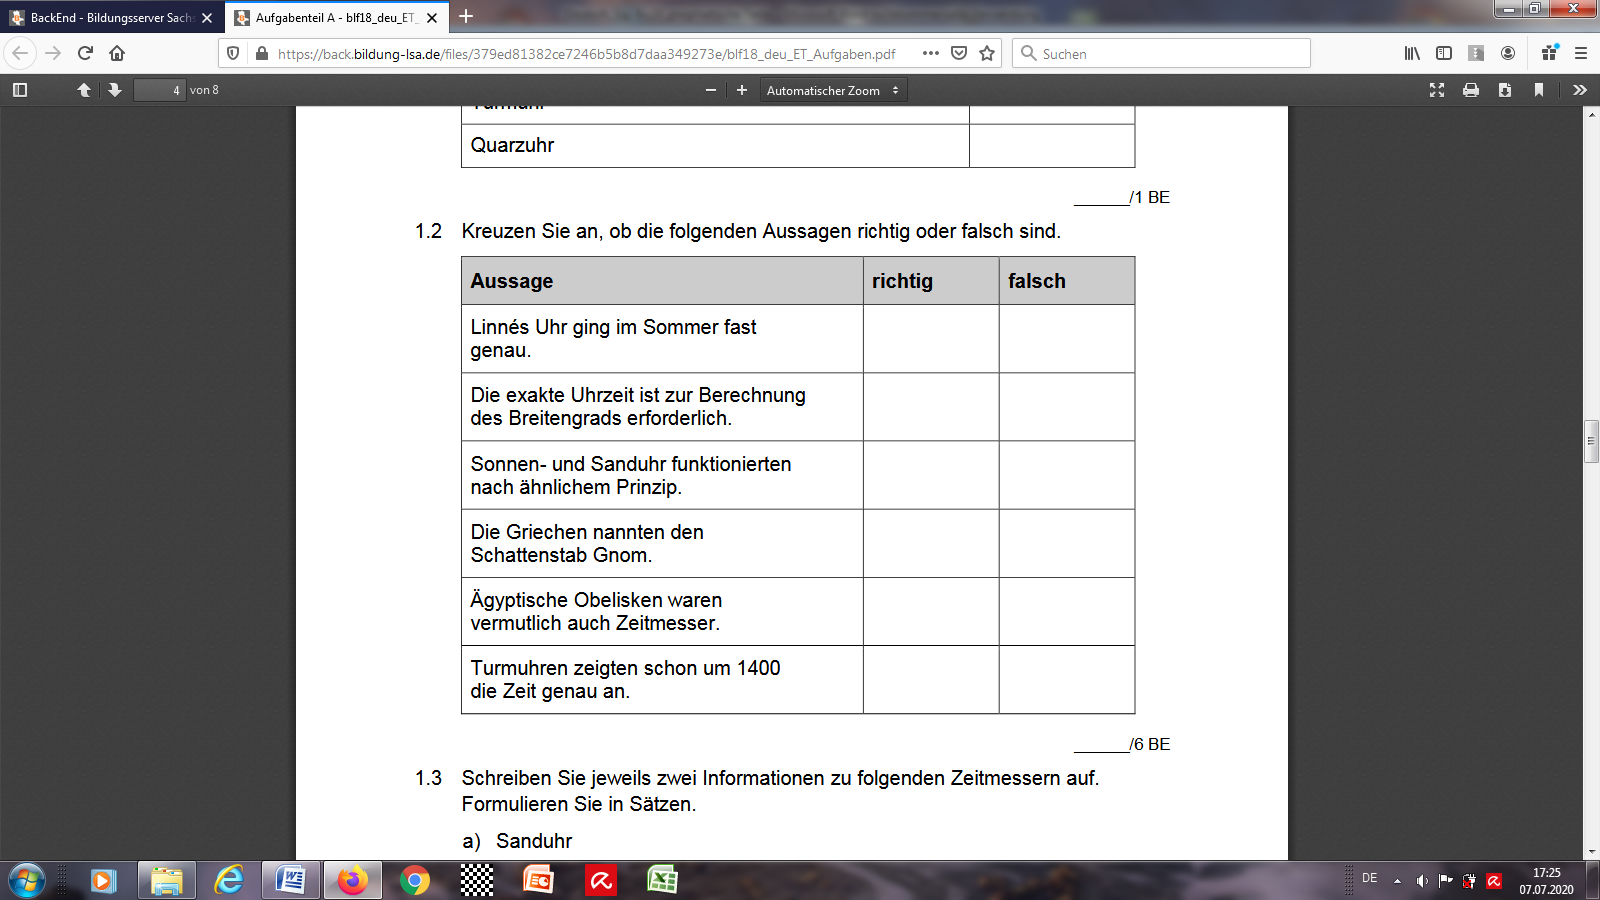 BackEnd - Bildungsserver Sachs
Aufgabenteil A - blf18_deu_ET_
https://back.bildung-lsa.de/files/379ed81382ce7246b5b8d7daa349273e/blf18_deu_ET_Aufgaben.pdf
Suchen
4 von 8
Automatischer Zoom
Turmuhr
Quarzuhr
______/1 BE
1.2 Kreuzen Sie an, ob die folgenden Aussagen richtig oder falsch sind.
Aussage richtig falsch
Linnés Uhr ging im Sommer fast
genau.
Die exakte Uhrzeit ist zur Berechnung
des Breitengrads erforderlich.
Sonnen- und Sanduhr funktionierten
nach ähnlichem Prinzip.
Die Griechen nannten den
Schattenstab Gnom.
Ägyptische Obelisken waren
vermutlich auch Zeitmesser.
Turmuhren zeigten schon um 1400
die Zeit genau an.
______/6 BE
1.3 Schreiben Sie jeweils zwei Informationen zu folgenden Zeitmessern auf.
Formulieren Sie in Sätzen.
a) Sanduhr
DE
17:25
07.07.2020